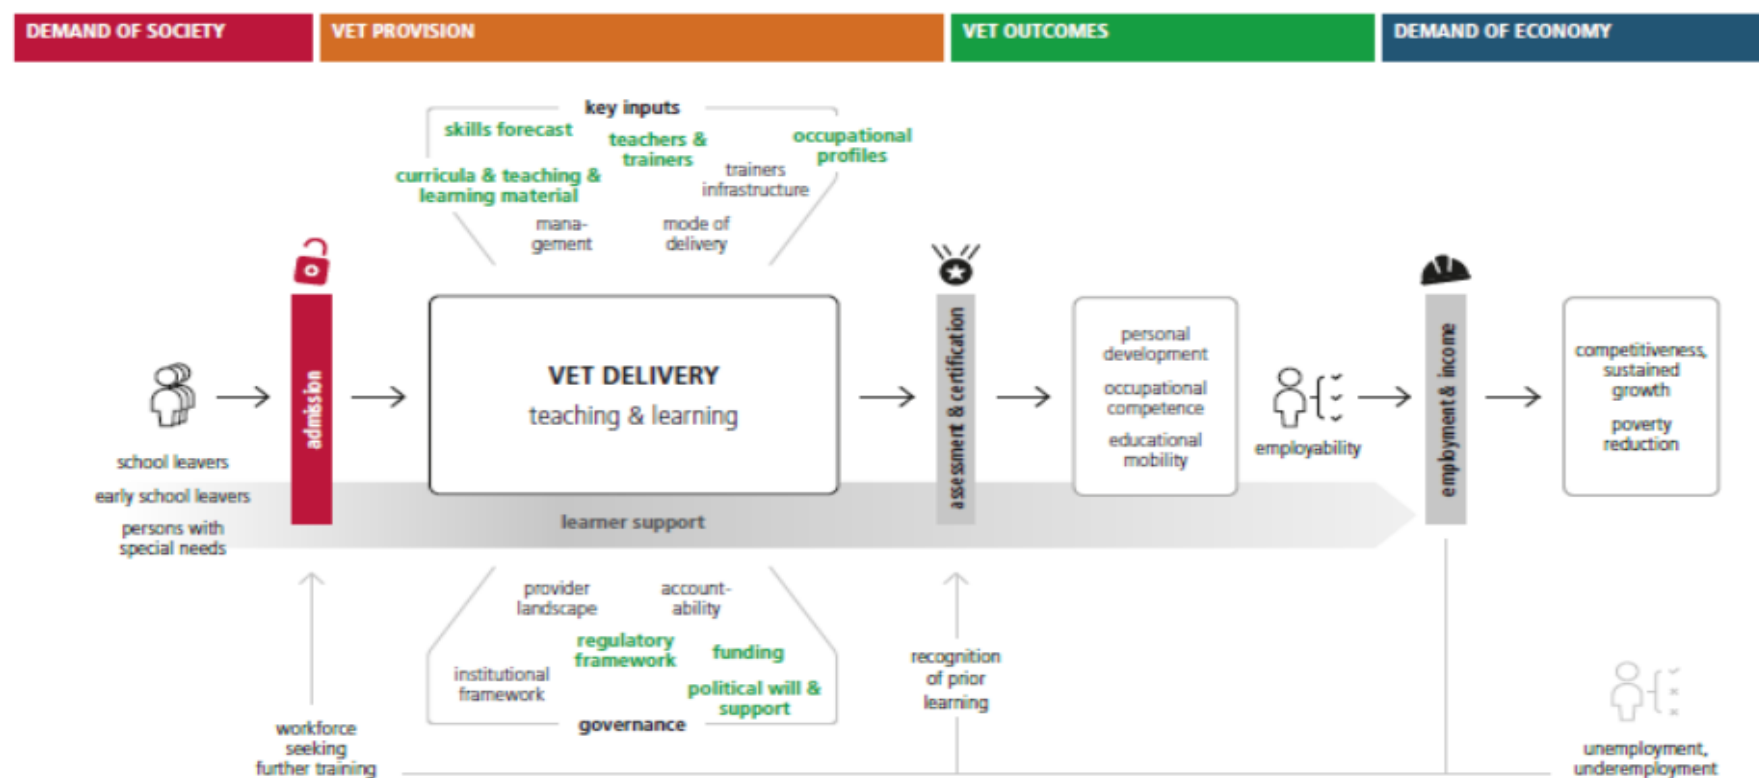 DEMAND OF SOCIETY
VET PROVISION
VET OUTCOMES
DEMAND OF ECONOMY
key inputs
skills forecast
teachers &
trainers
occupational
profiles
curricula & teaching &
learning material
trainers
infrastructure
mana-
gement
mode of
delivery
school leavers
early school leavers
persons with
special needs
admission
VET DELIVERY
teaching & learning
learner support
assessment & certification
personal
development
occupational
competence
educational
mobility
employability
employment & income
competitiveness,
sustained
growth
poverty
reduction
provider
landscape
account-
ability
regulatory
framework
funding
institutional
framework
political will &
support
governance
workforce
seeking
further training
recognition
of prior
learning
unemployment,
underemployment